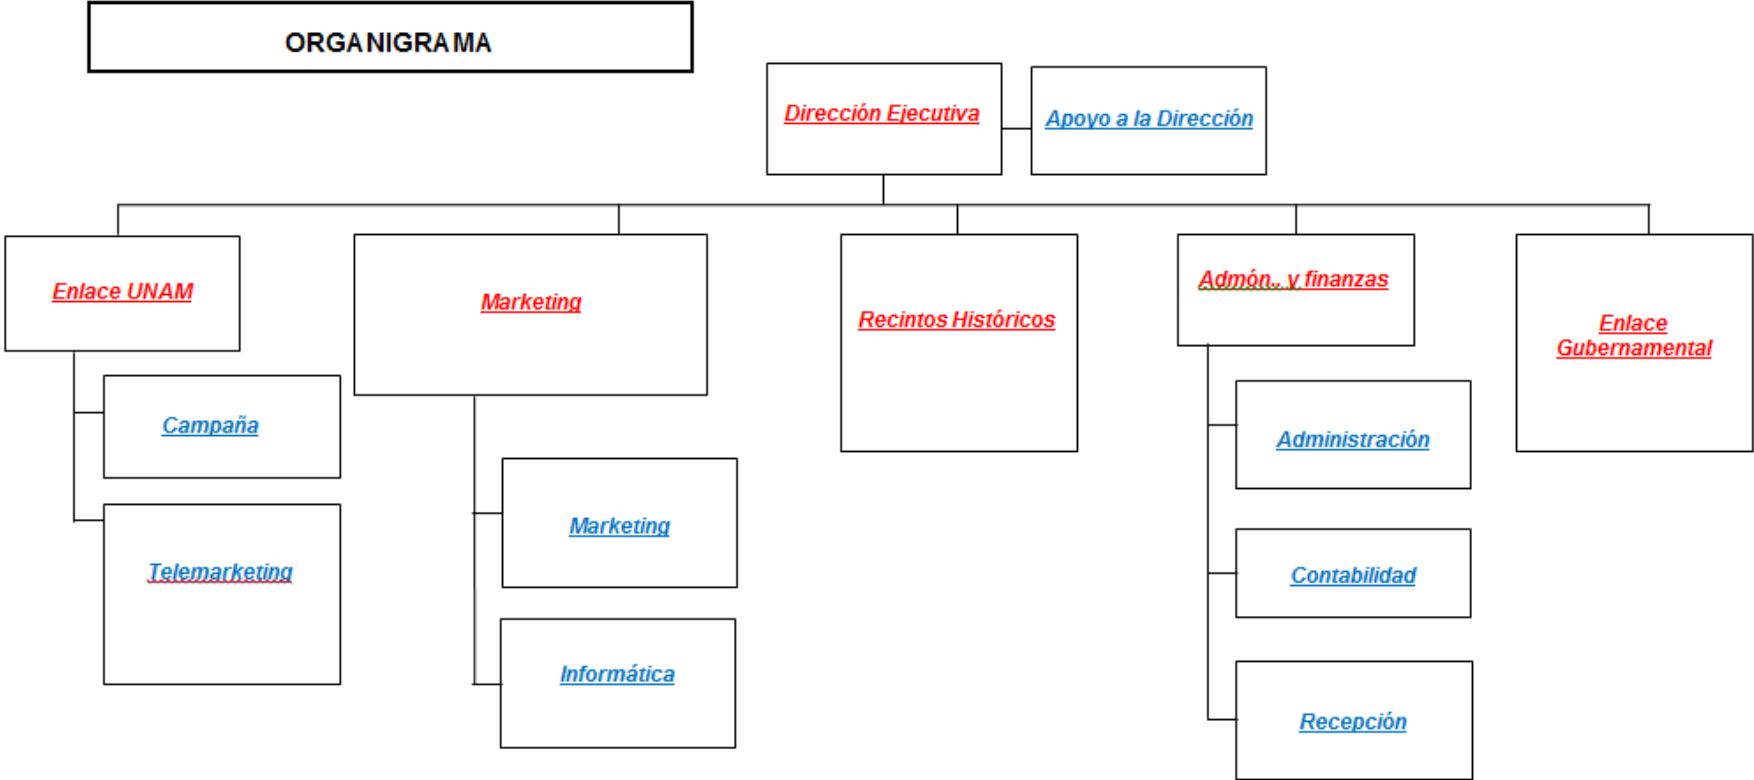 ORGANIGRAMA
Dirección Ejecutiva
Apoyo a la Dirección
Enlace UNAM
Marketing
Recintos Históricos
Admón.. y finanzas
Enlace
Gubernamental
Campaña
Telemarketing
Marketing
Informática
Administración
Contabilidad
Recepción